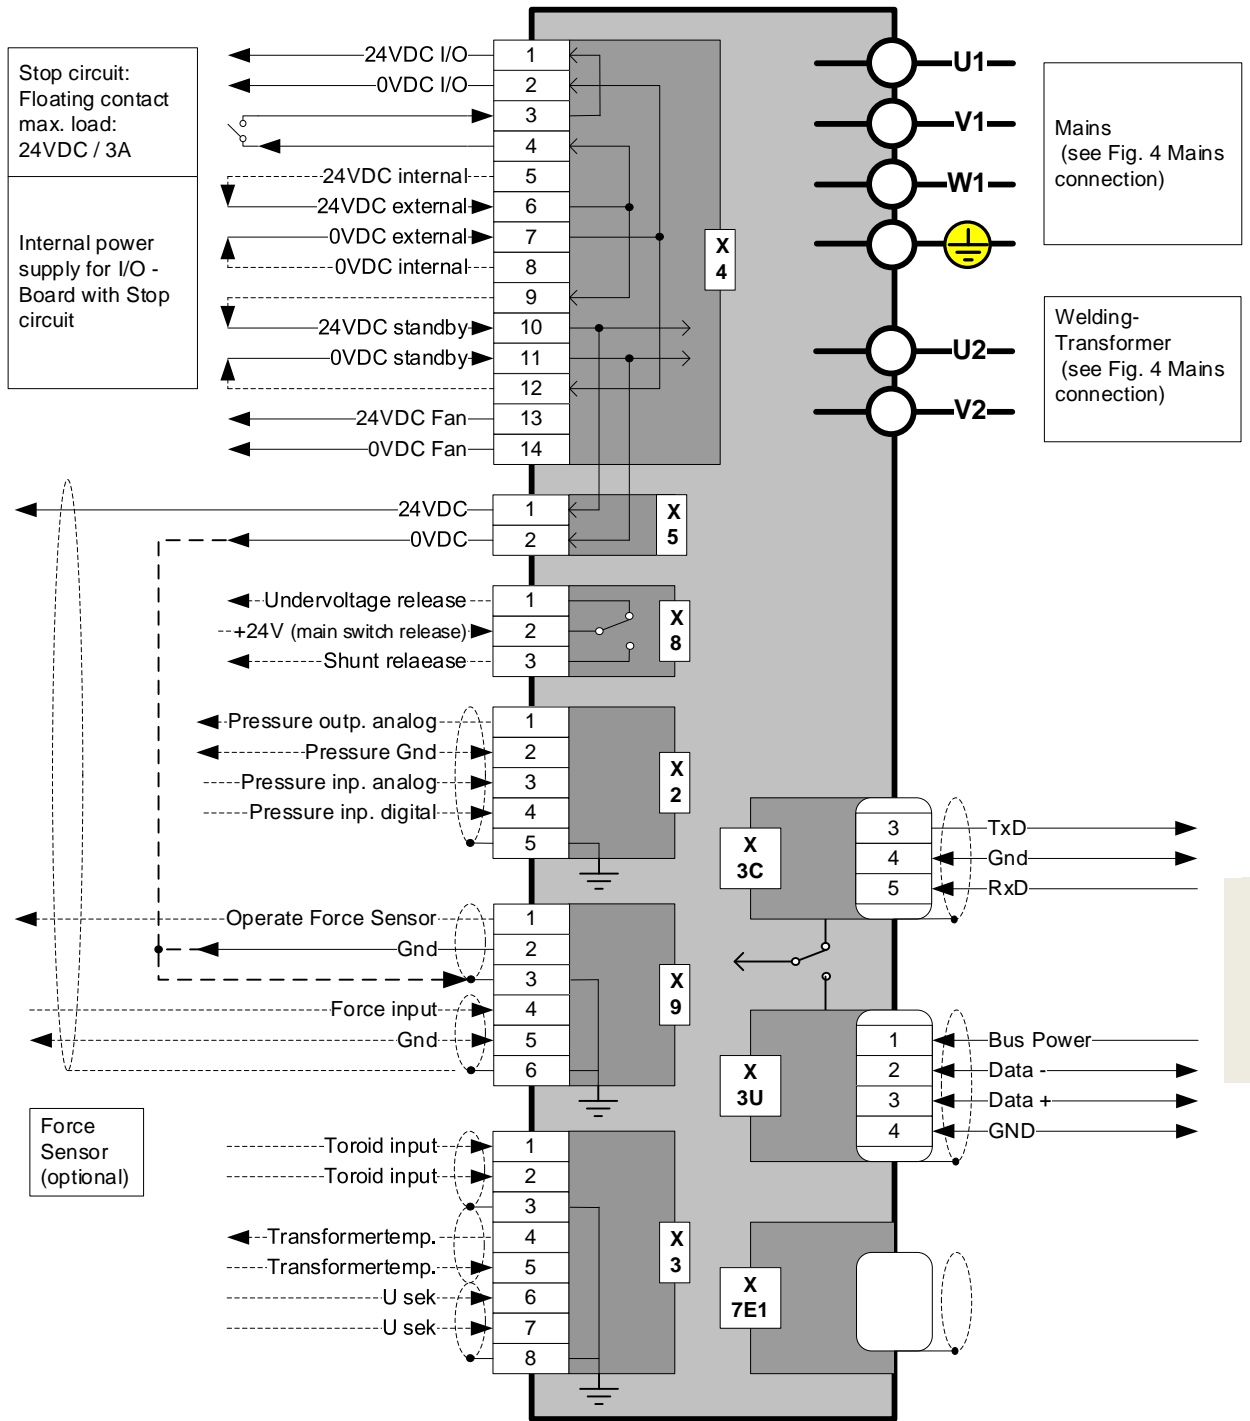 Stop circuit:
Floating contact
max. load:
24VDC / 3A
Internal power
supply for I/O -
Board with Stop
circuit
24VDC I/O 1
0VDC I/O 2
3
4
24VDC internal 5
24VDC external 6
0VDC external 7
0VDC internal 8
9
24VDC standby 10
0VDC standby 11
12
24VDC Fan 13
0VDC Fan 14
X
4
24VDC 1
0VDC 2
X
5
Undervoltage release 1
+24V (main switch release) 2
Shunt relaease 3
X
8
Pressure outp. analog 1
Pressure Gnd 2
Pressure inp. analog 3
Pressure inp. digital 4
5
X
2
Operate Force Sensor 1
Gnd 2
3
Force input 4
Gnd 5
6
X
9
Force
Sensor
(optional)
Toroid input 1
Toroid input 2
3
Transformertemp. 4
Transformertemp. 5
U sek 6
U sek 7
8
X
3
U1
V1
W1
U2
V2
Mains
(see Fig. 4 Mains
connection)
Welding-
Transformer
(see Fig. 4 Mains
connection)
X
3C
3 TxD
4 Gnd
5 RxD
X
3U
1 Bus Power
2 Data -
3 Data +
4 GND
X
7E1